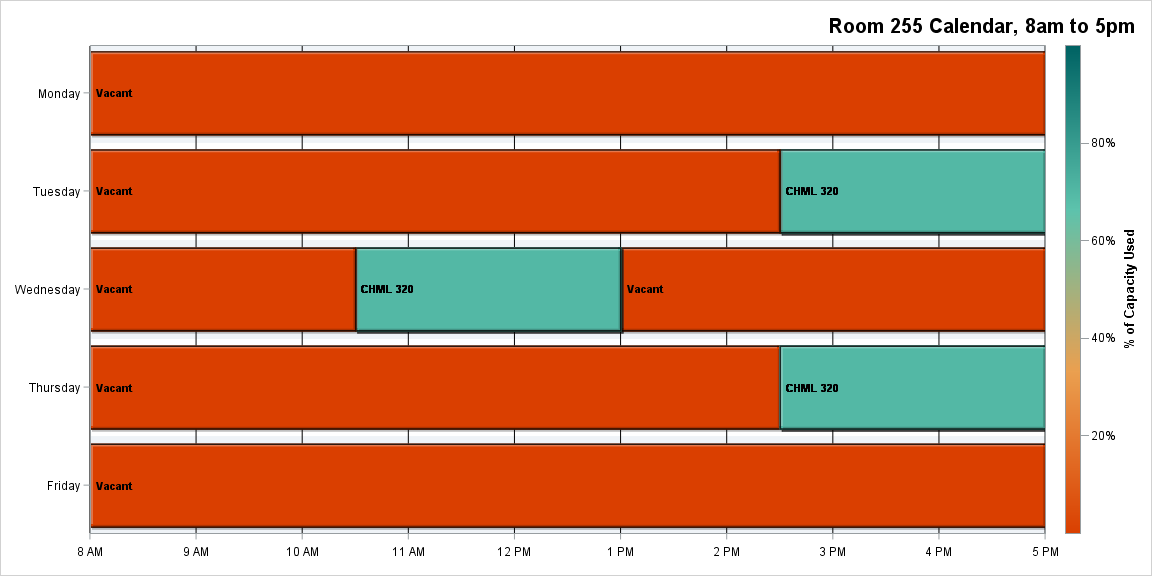 Room 255 Calendar, 8am to 5pm
Monday
Vacant
Tuesday
Vacant
CHML 320
Wednesday
Vacant
CHML 320
Vacant
Thursday
Vacant
CHML 320
Friday
Vacant
8 AM
9 AM
10 AM
11 AM
12 PM
1 PM
2 PM
3 PM
4 PM
5 PM
80%
60%
40%
20%
% of Capacity Used